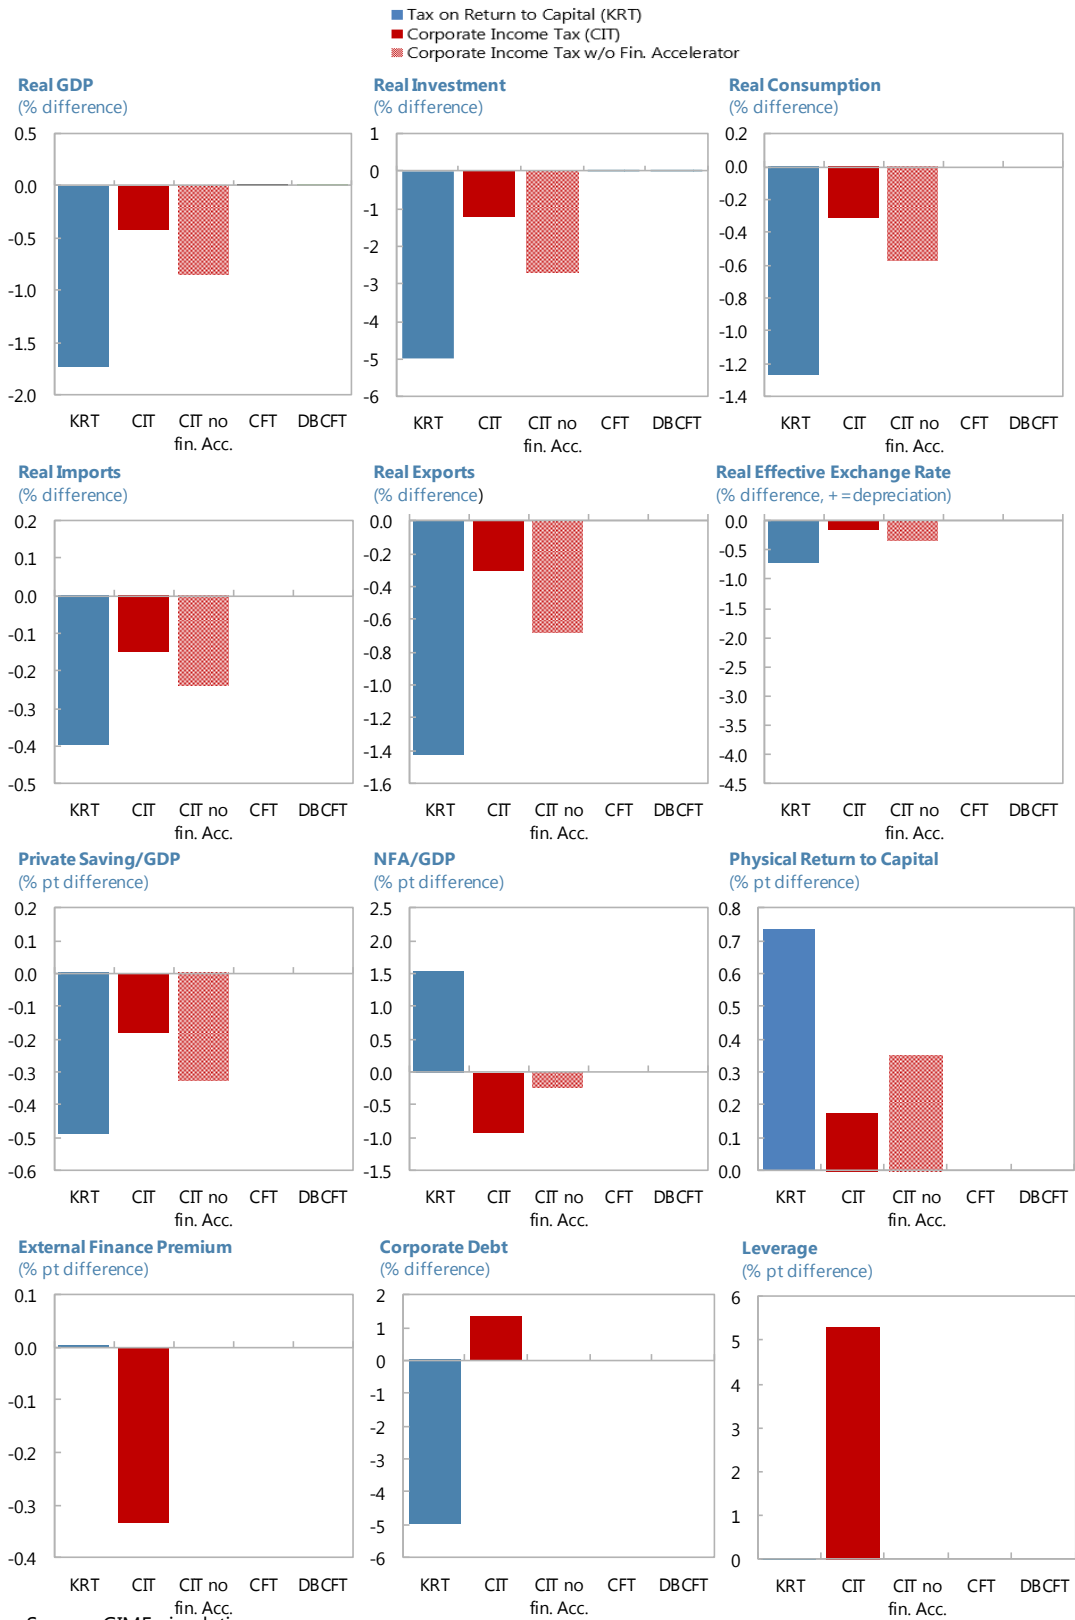 Tax on Return to Capital (KRT)
Corporate Income Tax (CIT)
Corporate Income Tax w/o Fin. Accelerator
Real GDP
(% difference)
0.5
0.0
-0.5
-1.0
-1.5
-2.0
KRT CIT CIT no fin. Acc. CFT DBCFT
Real Investment
(% difference)
1
0
-1
-2
-3
-4
-5
-6
KRT CIT CIT no fin. Acc. CFT DBCFT
Real Consumption
(% difference)
0.2
0.0
-0.2
-0.4
-0.6
-0.8
-1.0
-1.2
-1.4
KRT CIT CIT no fin. Acc. CFT DBCFT
Real Imports
(% difference)
0.2
0.1
0.0
-0.1
-0.2
-0.3
-0.4
-0.5
KRT CIT CIT no fin. Acc. CFT DBCFT
Real Exports
(% difference)
0.0
-0.2
-0.4
-0.6
-0.8
-1.0
-1.2
-1.4
-1.6
KRT CIT CIT no fin. Acc. CFT DBCFT
Real Effective Exchange Rate
(% difference, + =depreciation)
0.0
-0.5
-1.0
-1.5
-2.0
-2.5
-3.0
-3.5
-4.0
-4.5
KRT CIT CIT no fin. Acc. CFT DBCFT
Private Saving/GDP
(% pt difference)
0.2
0.1
0.0
-0.1
-0.2
-0.3
-0.4
-0.5
-0.6
KRT CIT CIT no fin. Acc. CFT DBCFT
NFA/GDP
(% pt difference)
2.5
2.0
1.5
1.0
0.5
0.0
-0.5
-1.0
-1.5
KRT CIT CIT no fin. Acc. CFT DBCFT
Physical Return to Capital
(% pt difference)
0.8
0.7
0.6
0.5
0.4
0.3
0.2
0.1
0.0
KRT CIT CIT no fin. Acc. CFT DBCFT
External Finance Premium
(% pt difference)
0.1
0.0
-0.1
-0.2
-0.3
-0.4
KRT CIT CIT no fin. Acc. CFT DBCFT
Corporate Debt
(% difference)
2
1
0
-1
-2
-3
-4
-5
-6
KRT CIT CIT no fin. Acc. CFT DBCFT
Leverage
(% pt difference)
6
5
4
3
2
1
0
KRT CIT CIT no fin. Acc. CFT DBCFT